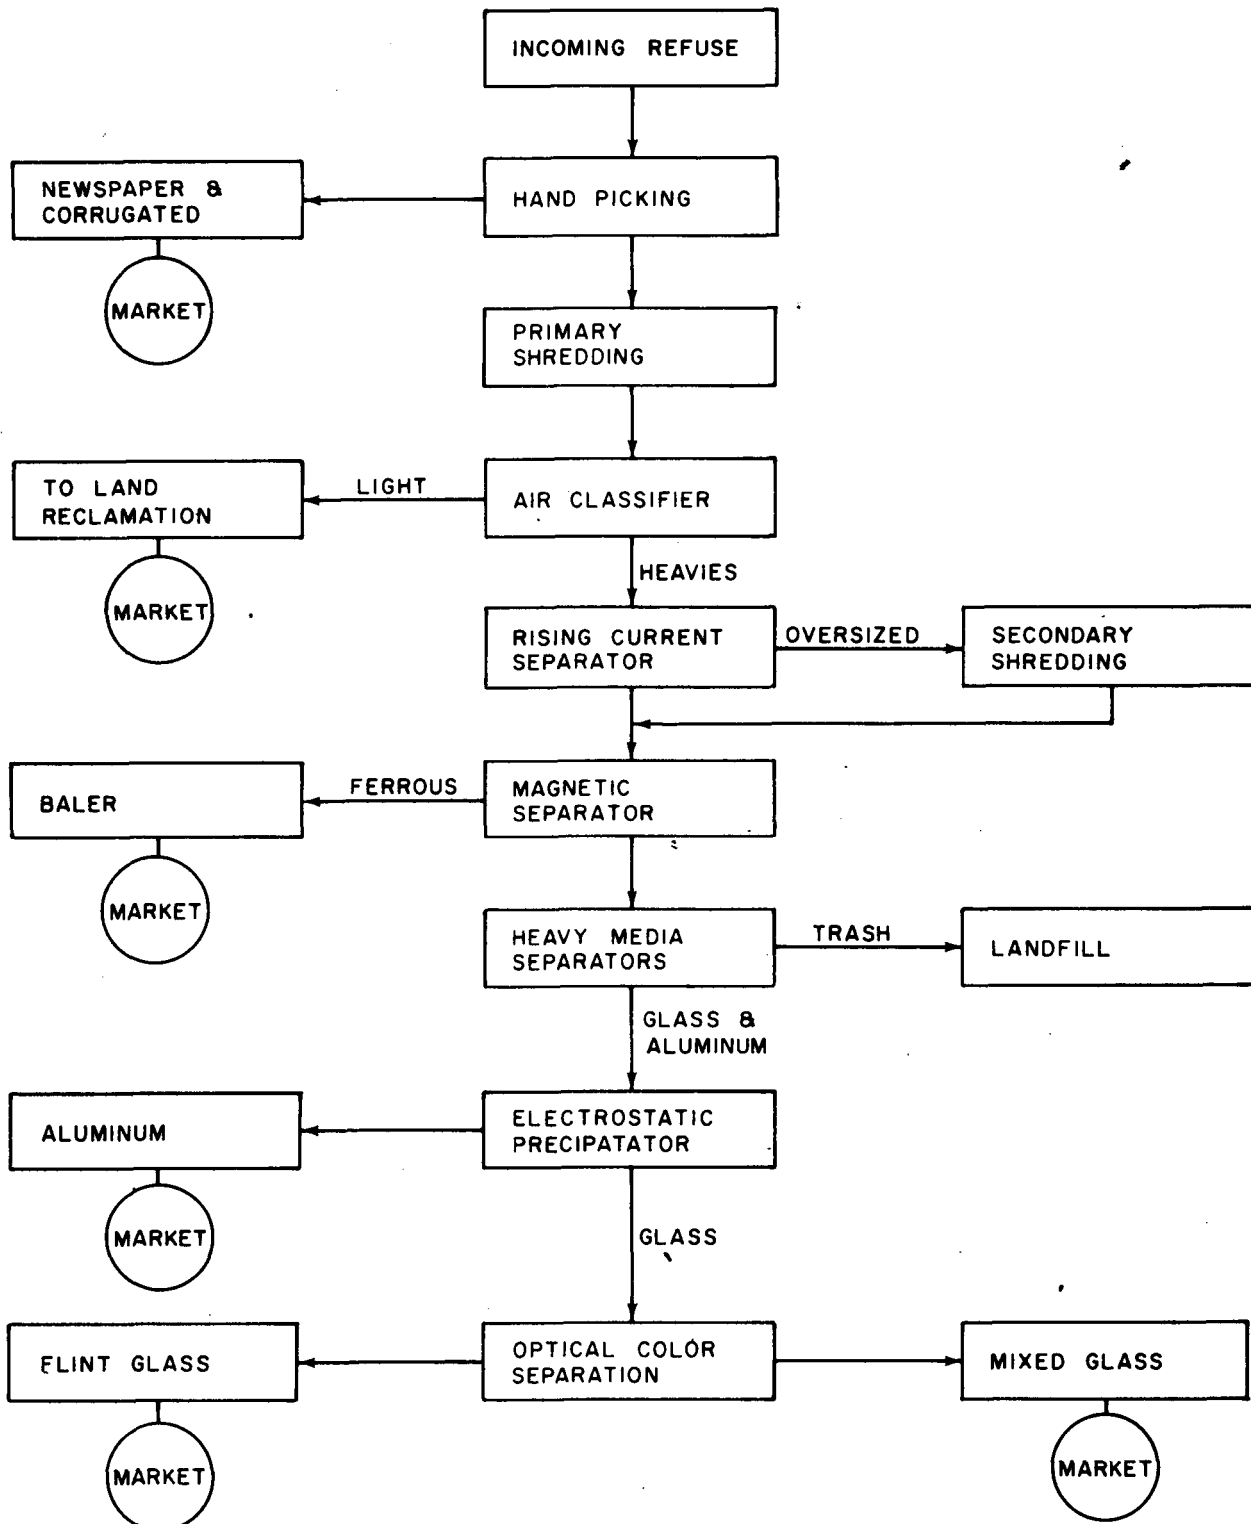 INCOMING REFUSE
NEWSPAPER &
CORRUGATED
HAND PICKING
MARKET
PRIMARY
SHREDDING
TO LAND
RECLAMATION
LIGHT
AIR CLASSIFIER
MARKET
HEAVIES
RISING CURRENT
SEPARATOR
OVERSIZED
SECONDARY
SHREDDING
BALER
FERROUS
MAGNETIC
SEPARATOR
MARKET
HEAVY MEDIA
SEPARATORS
TRASH
LANDFILL
GLASS &
ALUMINUM
ALUMINUM
ELECTROSTATIC
PRECIPATATOR
MARKET
GLASS
FLINT GLASS
OPTICAL COLOR
SEPARATION
MIXED GLASS
MARKET
MARKET